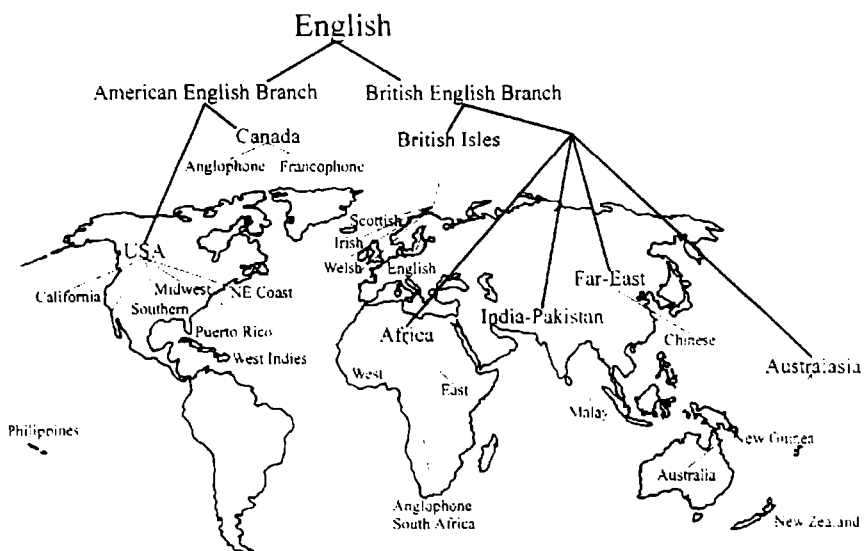 English
American English Branch
British English Branch
Canada
British Isles
Anglophone
Francophone
Scottish
Irish
USA
Welsh
English
Far-East
California
Midwest
NE Coast
Southern
India-Pakistan
Puerto Rico
Africa
Chinese
West Indies
Australasia
West
East
Malay
Philippines
New Guinea
Australia
Anglophone
South Africa
New Zealand